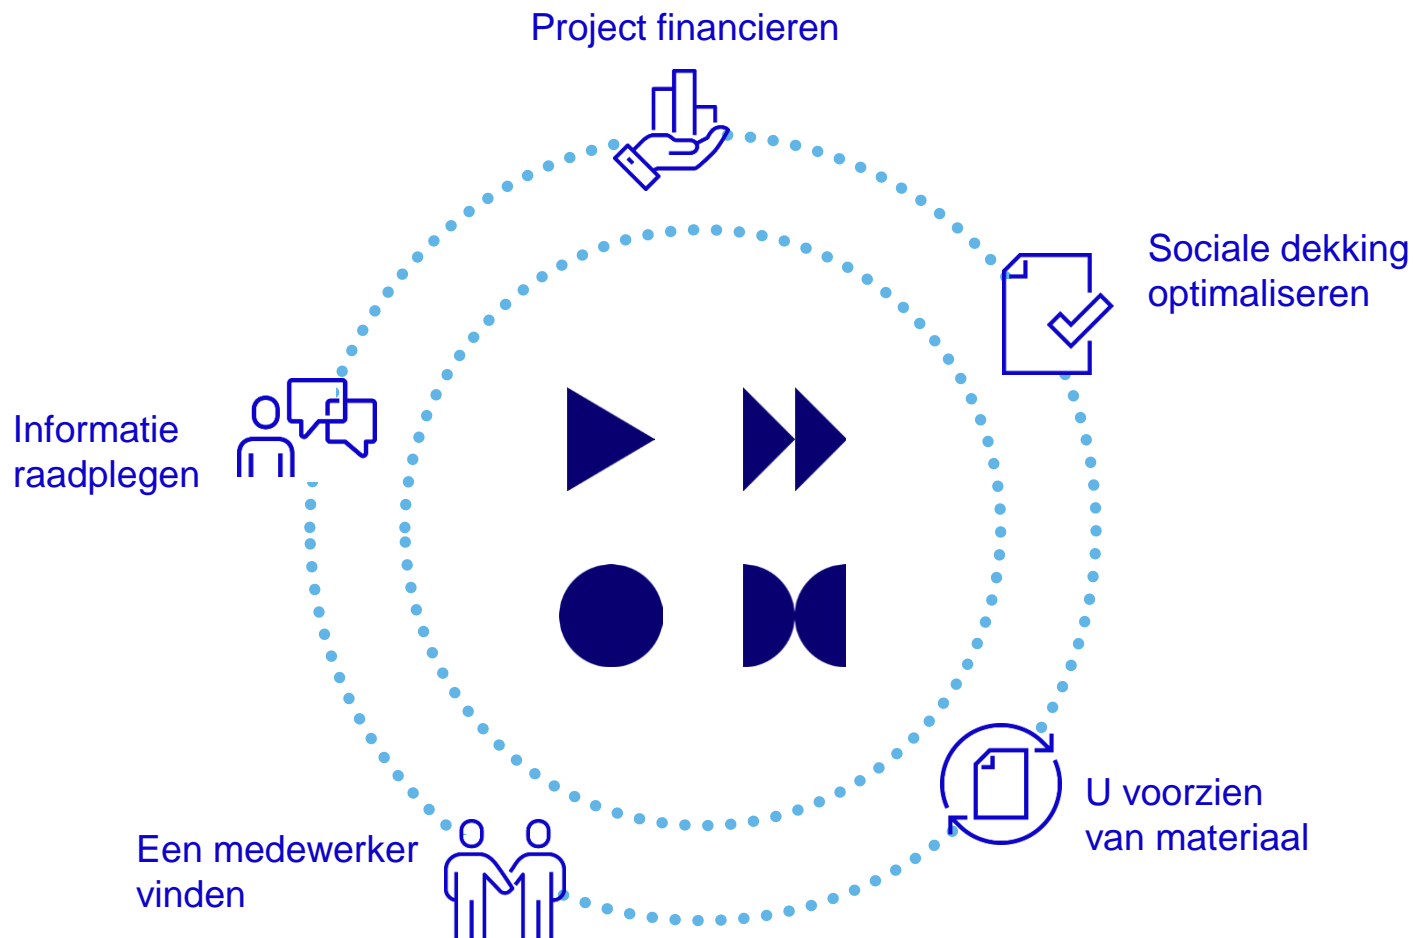 Project financieren
Sociale dekking
optimaliseren
Informatie
raadplegen
U voorzien
van materiaal
Een medewerker
vinden